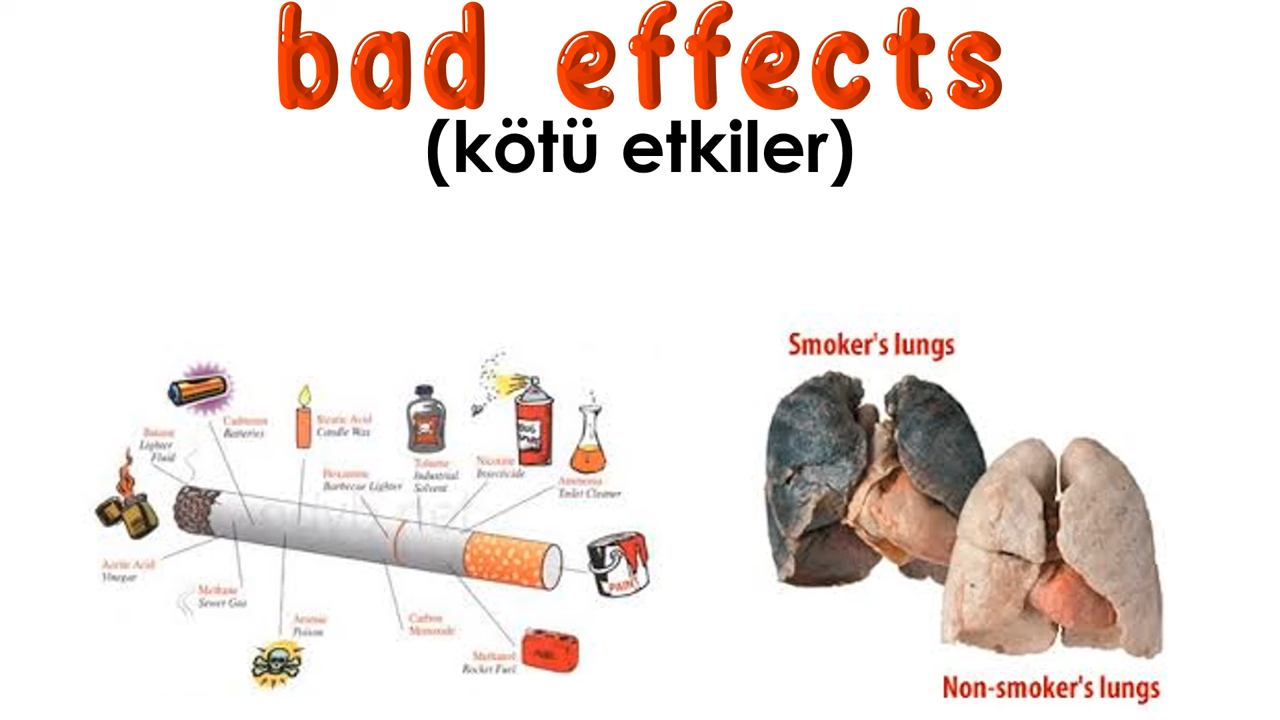 bad effects
(kötü etkiler)
Smoker's lungs
Cadmium
Batteries
Stearic Acid
Candle Wax
Butane
Lighter
Fluid
Hexamine
Barbecue Lighter
Toluene
Industrial
Solvent
Nicotine
Insecticide
Ammonia
Toilet Cleaner
Acetic Acid
Vinegar
Methane
Sewer Gas
Arsenic
Poison
Carbon
Monoxide
Methanol
Rocket Fuel
PAINT
Non-smoker's lungs